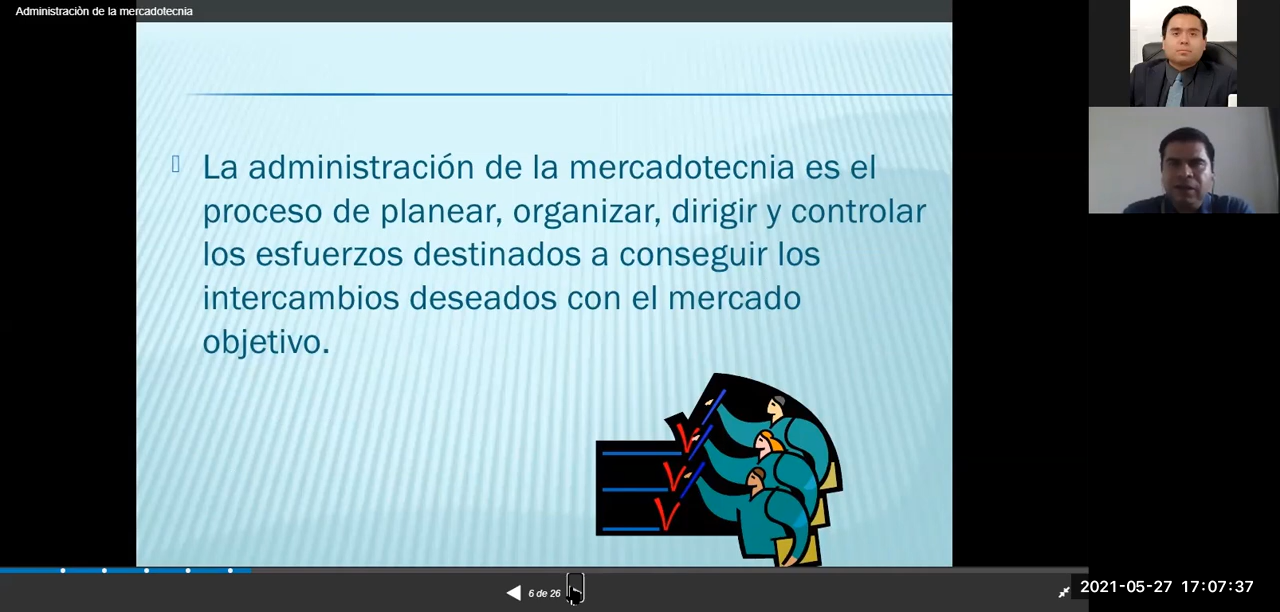 Administraciòn de la mercadotecnia
La administración de la mercadotecnia es el
proceso de planear, organizar, dirigir y controlar
los esfuerzos destinados a conseguir los
intercambios deseados con el mercado
objetivo.
6 de 26
2021-05-27 17:07:37